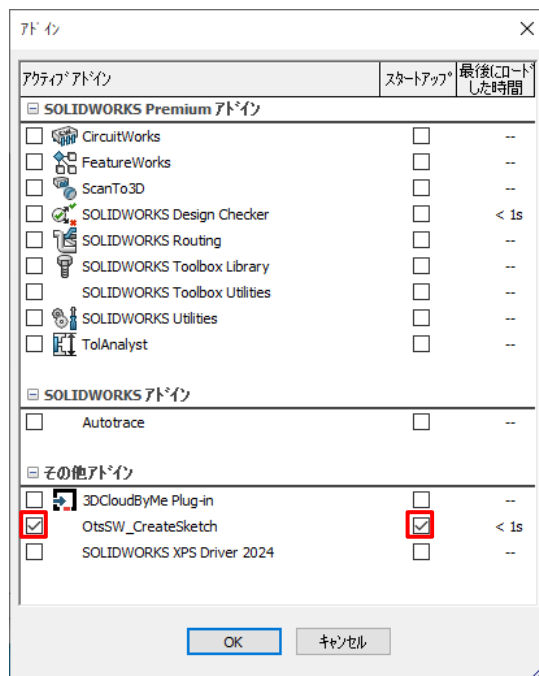 アドイン
アクティブ アドイン スタートアップ 最後にロード
した時間
SOLIDWORKS Premium アドイン
CircuitWorks --
FeatureWorks --
ScanTo3D --
SOLIDWORKS Design Checker < 1s
SOLIDWORKS Routing --
SOLIDWORKS Toolbox Library --
SOLIDWORKS Toolbox Utilities --
SOLIDWORKS Utilities --
TolAnalyst --
SOLIDWORKS アドイン
Autotrace --
その他アドイン
3DCloudByMe Plug-in --
OtsSW_CreateSketch < 1s
SOLIDWORKS XPS Driver 2024 --
OK キャンセル